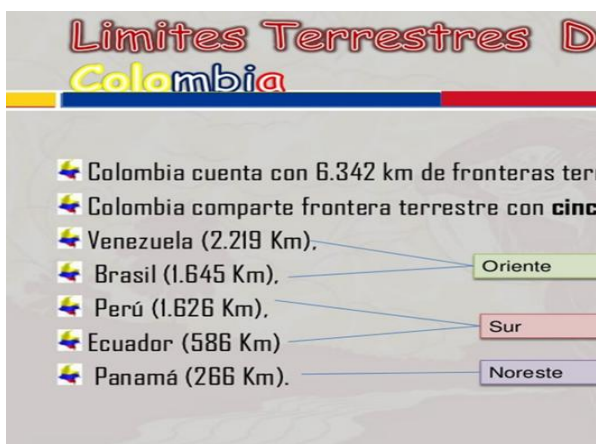 Limites Terrestres D
Colombia
Colombia cuenta con 6.342 km de fronteras ter
Colombia comparte frontera terrestre con cinc
Venezuela (2.219 Km),
Brasil (1.645 Km),
Oriente
Perú (1.626 Km),
Sur
Ecuador (586 Km)
Panamá (266 Km).
Noreste